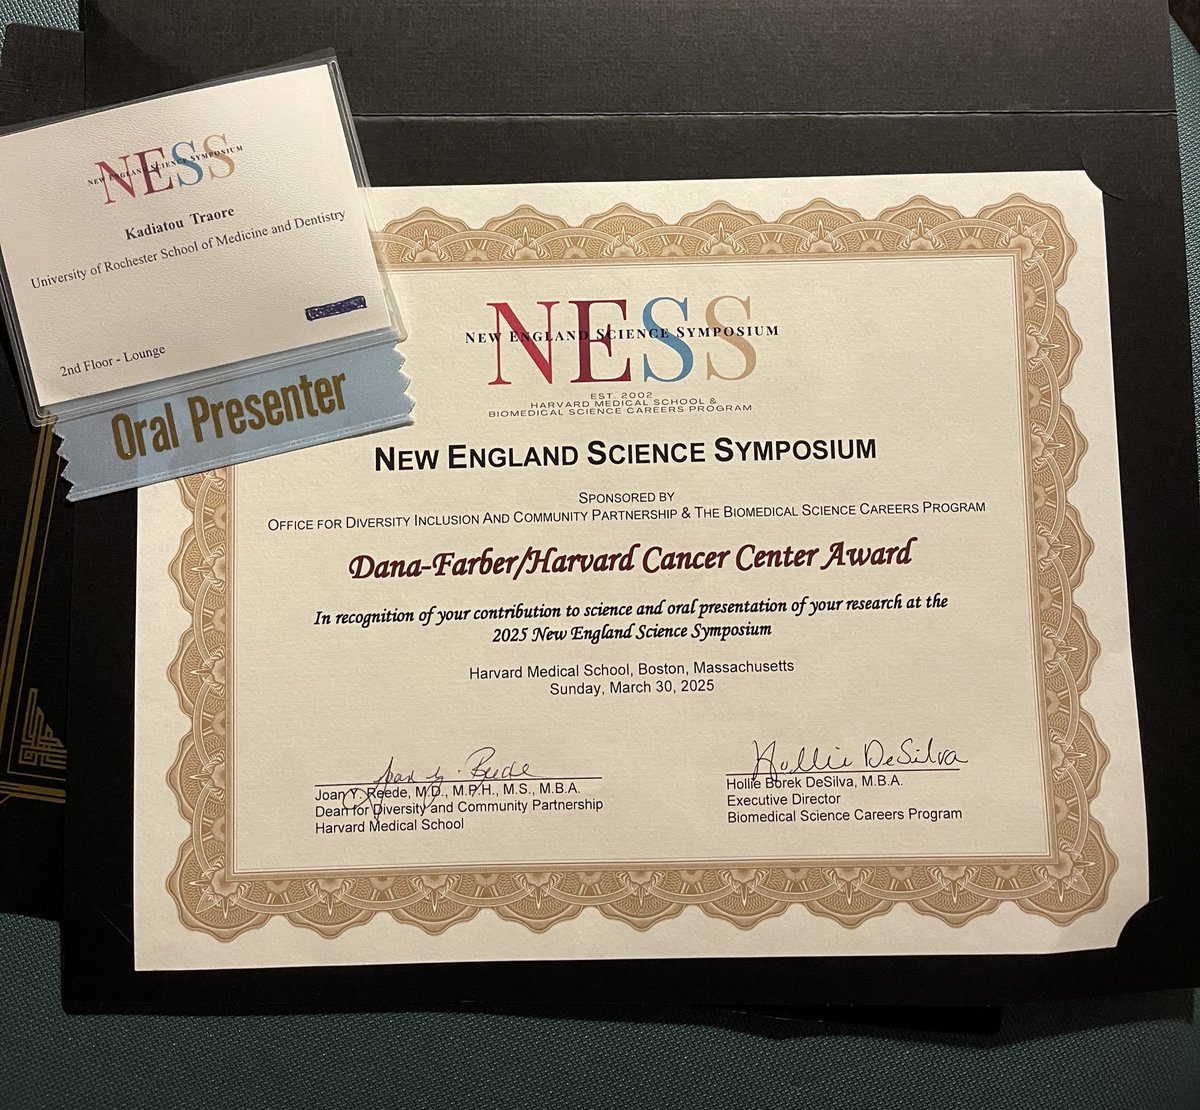 NESS
NEW ENGLAND SCIENCE SYMPOSIUM
Kadiatou Traore
University of Rochester School of Medicine and Dentistry
2nd Floor - Lounge
Oral Presenter
NESS
NEW ENGLAND SCIENCE SYMPOSIUM
EST. 2002
HARVARD MEDICAL SCHOOL &
BIOMEDICAL SCIENCE CAREERS PROGRAM
NEW ENGLAND SCIENCE SYMPOSIUM
SPONSORED BY
OFFICE FOR DIVERSITY INCLUSION AND COMMUNITY PARTNERSHIP & THE BIOMEDICAL SCIENCE CAREERS PROGRAM
Dana-Farber/Harvard Cancer Center Award
In recognition of your contribution to science and oral presentation of your research at the
2025 New England Science Symposium
Harvard Medical School, Boston, Massachusetts
Sunday, March 30, 2025
Joan Y. Reede
Joan Y. Reede, M.D., M.P.H., M.S., M.B.A.
Dean for Diversity and Community Partnership
Harvard Medical School
Hollie DeSilva
Hollie Borek DeSilva, M.B.A.
Executive Director
Biomedical Science Careers Program